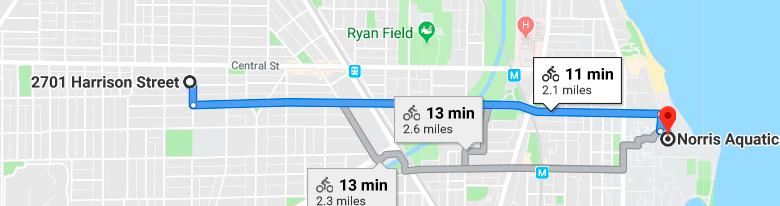 Ryan Field
H
Central St
2701 Harrison Street
M
11 min
2.1 miles
13 min
2.6 miles
Norris Aquatic
M
13 min
2.3 miles